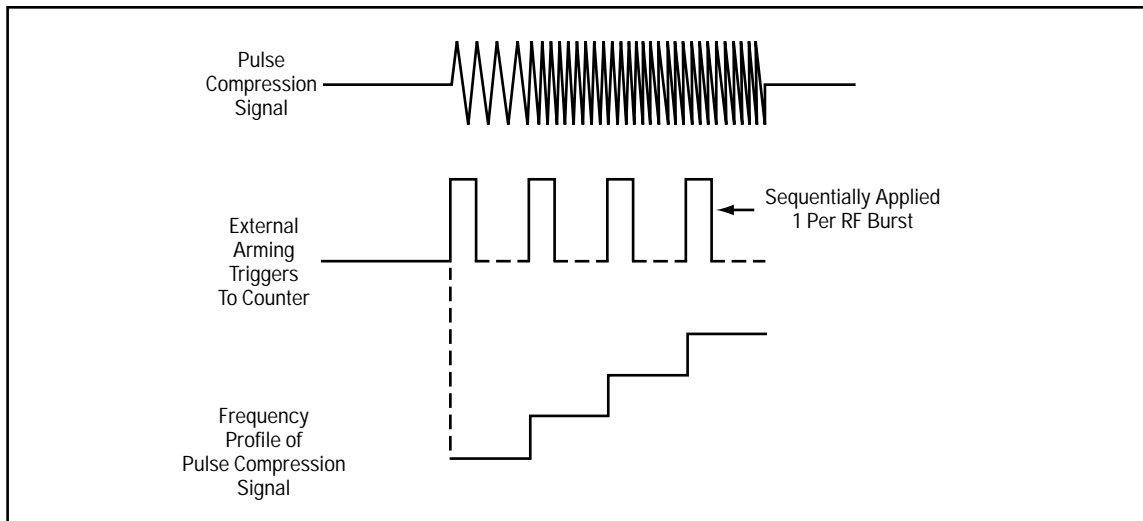 Pulse
Compression
Signal
External
Arming
Triggers
To Counter
Sequentially Applied
1 Per RF Burst
Frequency
Profile of
Pulse Compression
Signal